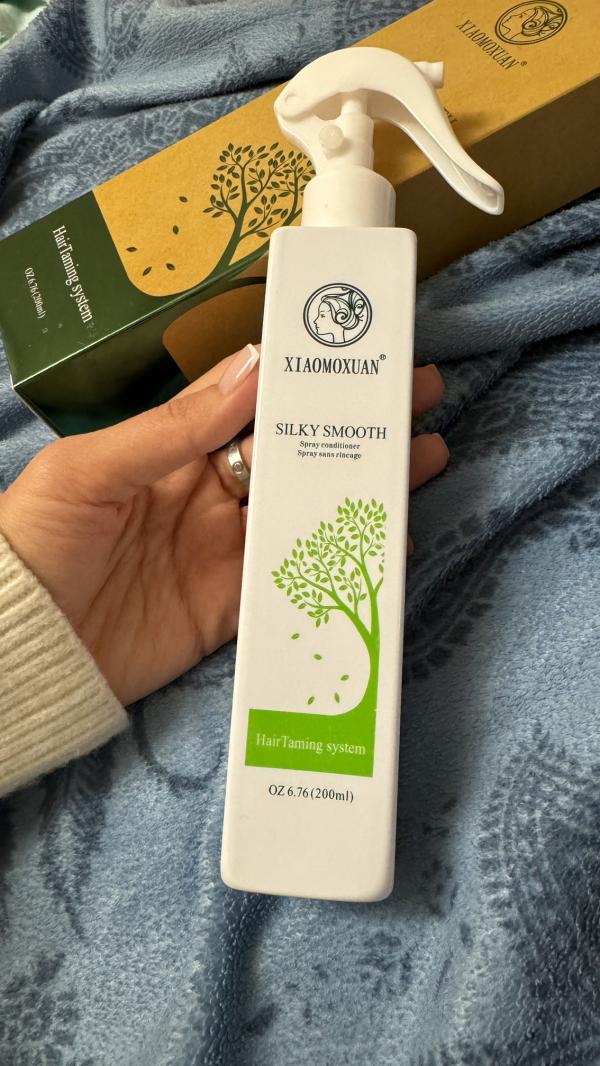 XIAOMOXUAN®
HairTaming system
OZ 6.76(200ml)
XIAOMOXUAN®
SILKY SMOOTH
Spray conditioner
Spray sans rincage
HairTaming system
OZ 6.76(200ml)